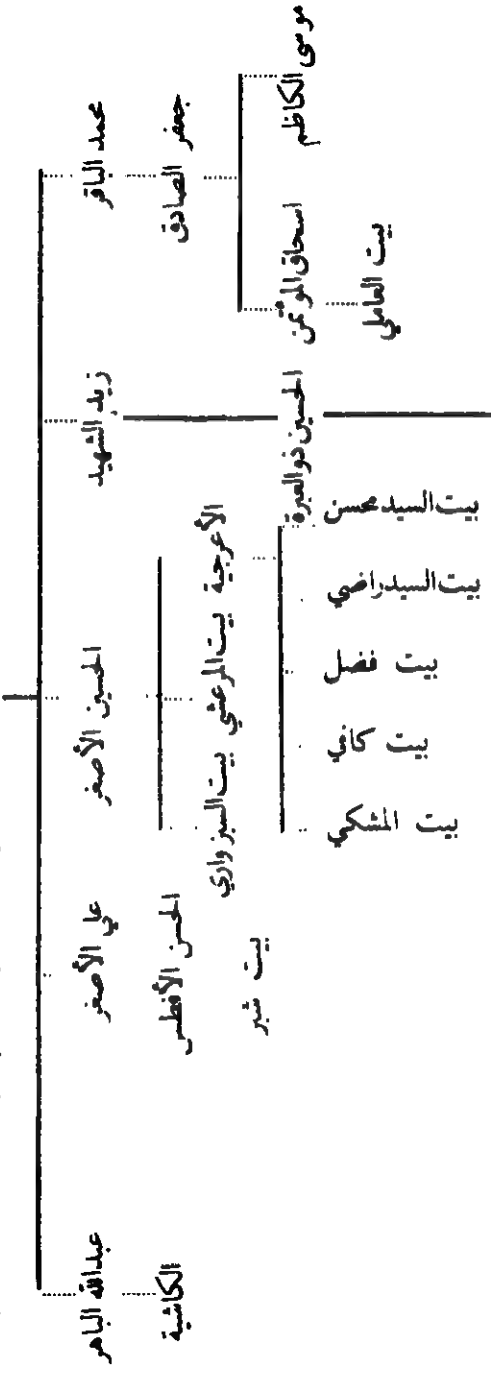 محمد الباقر
زيد الشهيد
الحسين الأصغر
علي الأصغر
عبدالله الباهر
جعفر الصادق
الحسن الأفطس
الكاشية
موسى الكاظم
اسحاق المؤتمن
الحسين ذو العبرة
الأعرجية
بيت المرعشي
بيت السبزواري
بيت شبر
بيت العاملي
بيت السيد محسن
بيت السيد راضي
بيت فضل
بيت كافي
بيت المشكي